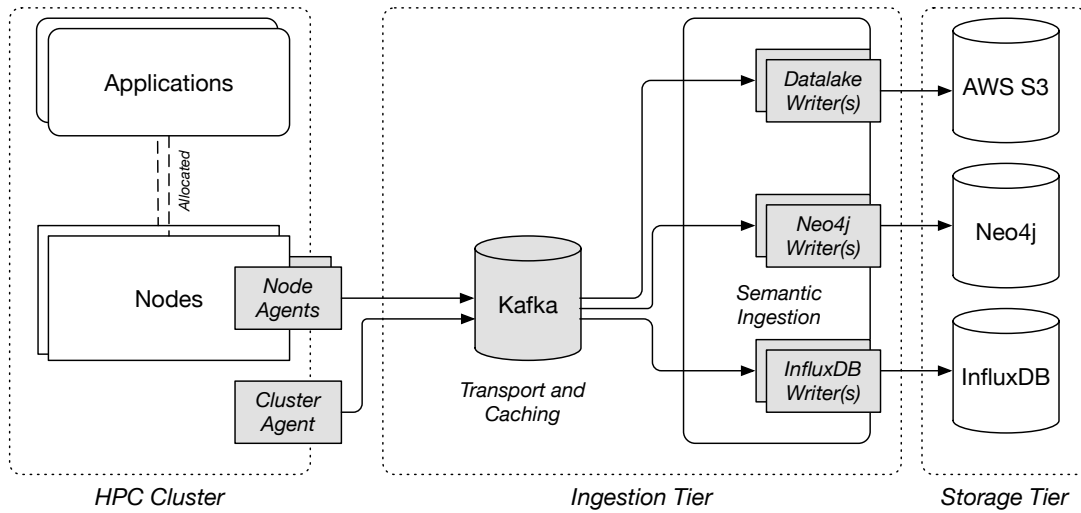 Applications
Allocated
Nodes
Node
Agents
Cluster
Agent
HPC Cluster
Kafka
Transport and
Caching
Datalake
Writer(s)
Neo4j
Writer(s)
Semantic
Ingestion
InfluxDB
Writer(s)
Ingestion Tier
AWS S3
Neo4j
InfluxDB
Storage Tier